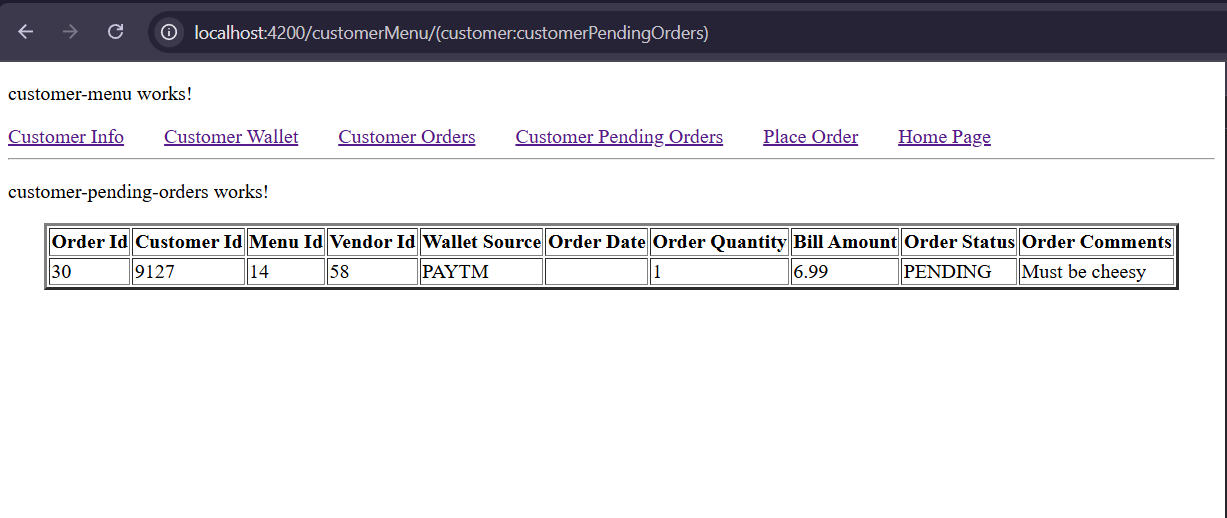 localhost:4200/customerMenu/(customer:customerPendingOrders)
customer-menu works!
Customer Info Customer Wallet Customer Orders Customer Pending Orders Place Order Home Page
customer-pending-orders works!
Order Id Customer Id Menu Id Vendor Id Wallet Source Order Date Order Quantity Bill Amount Order Status Order Comments
30 9127 14 58 PAYTM 1 6.99 PENDING Must be cheesy